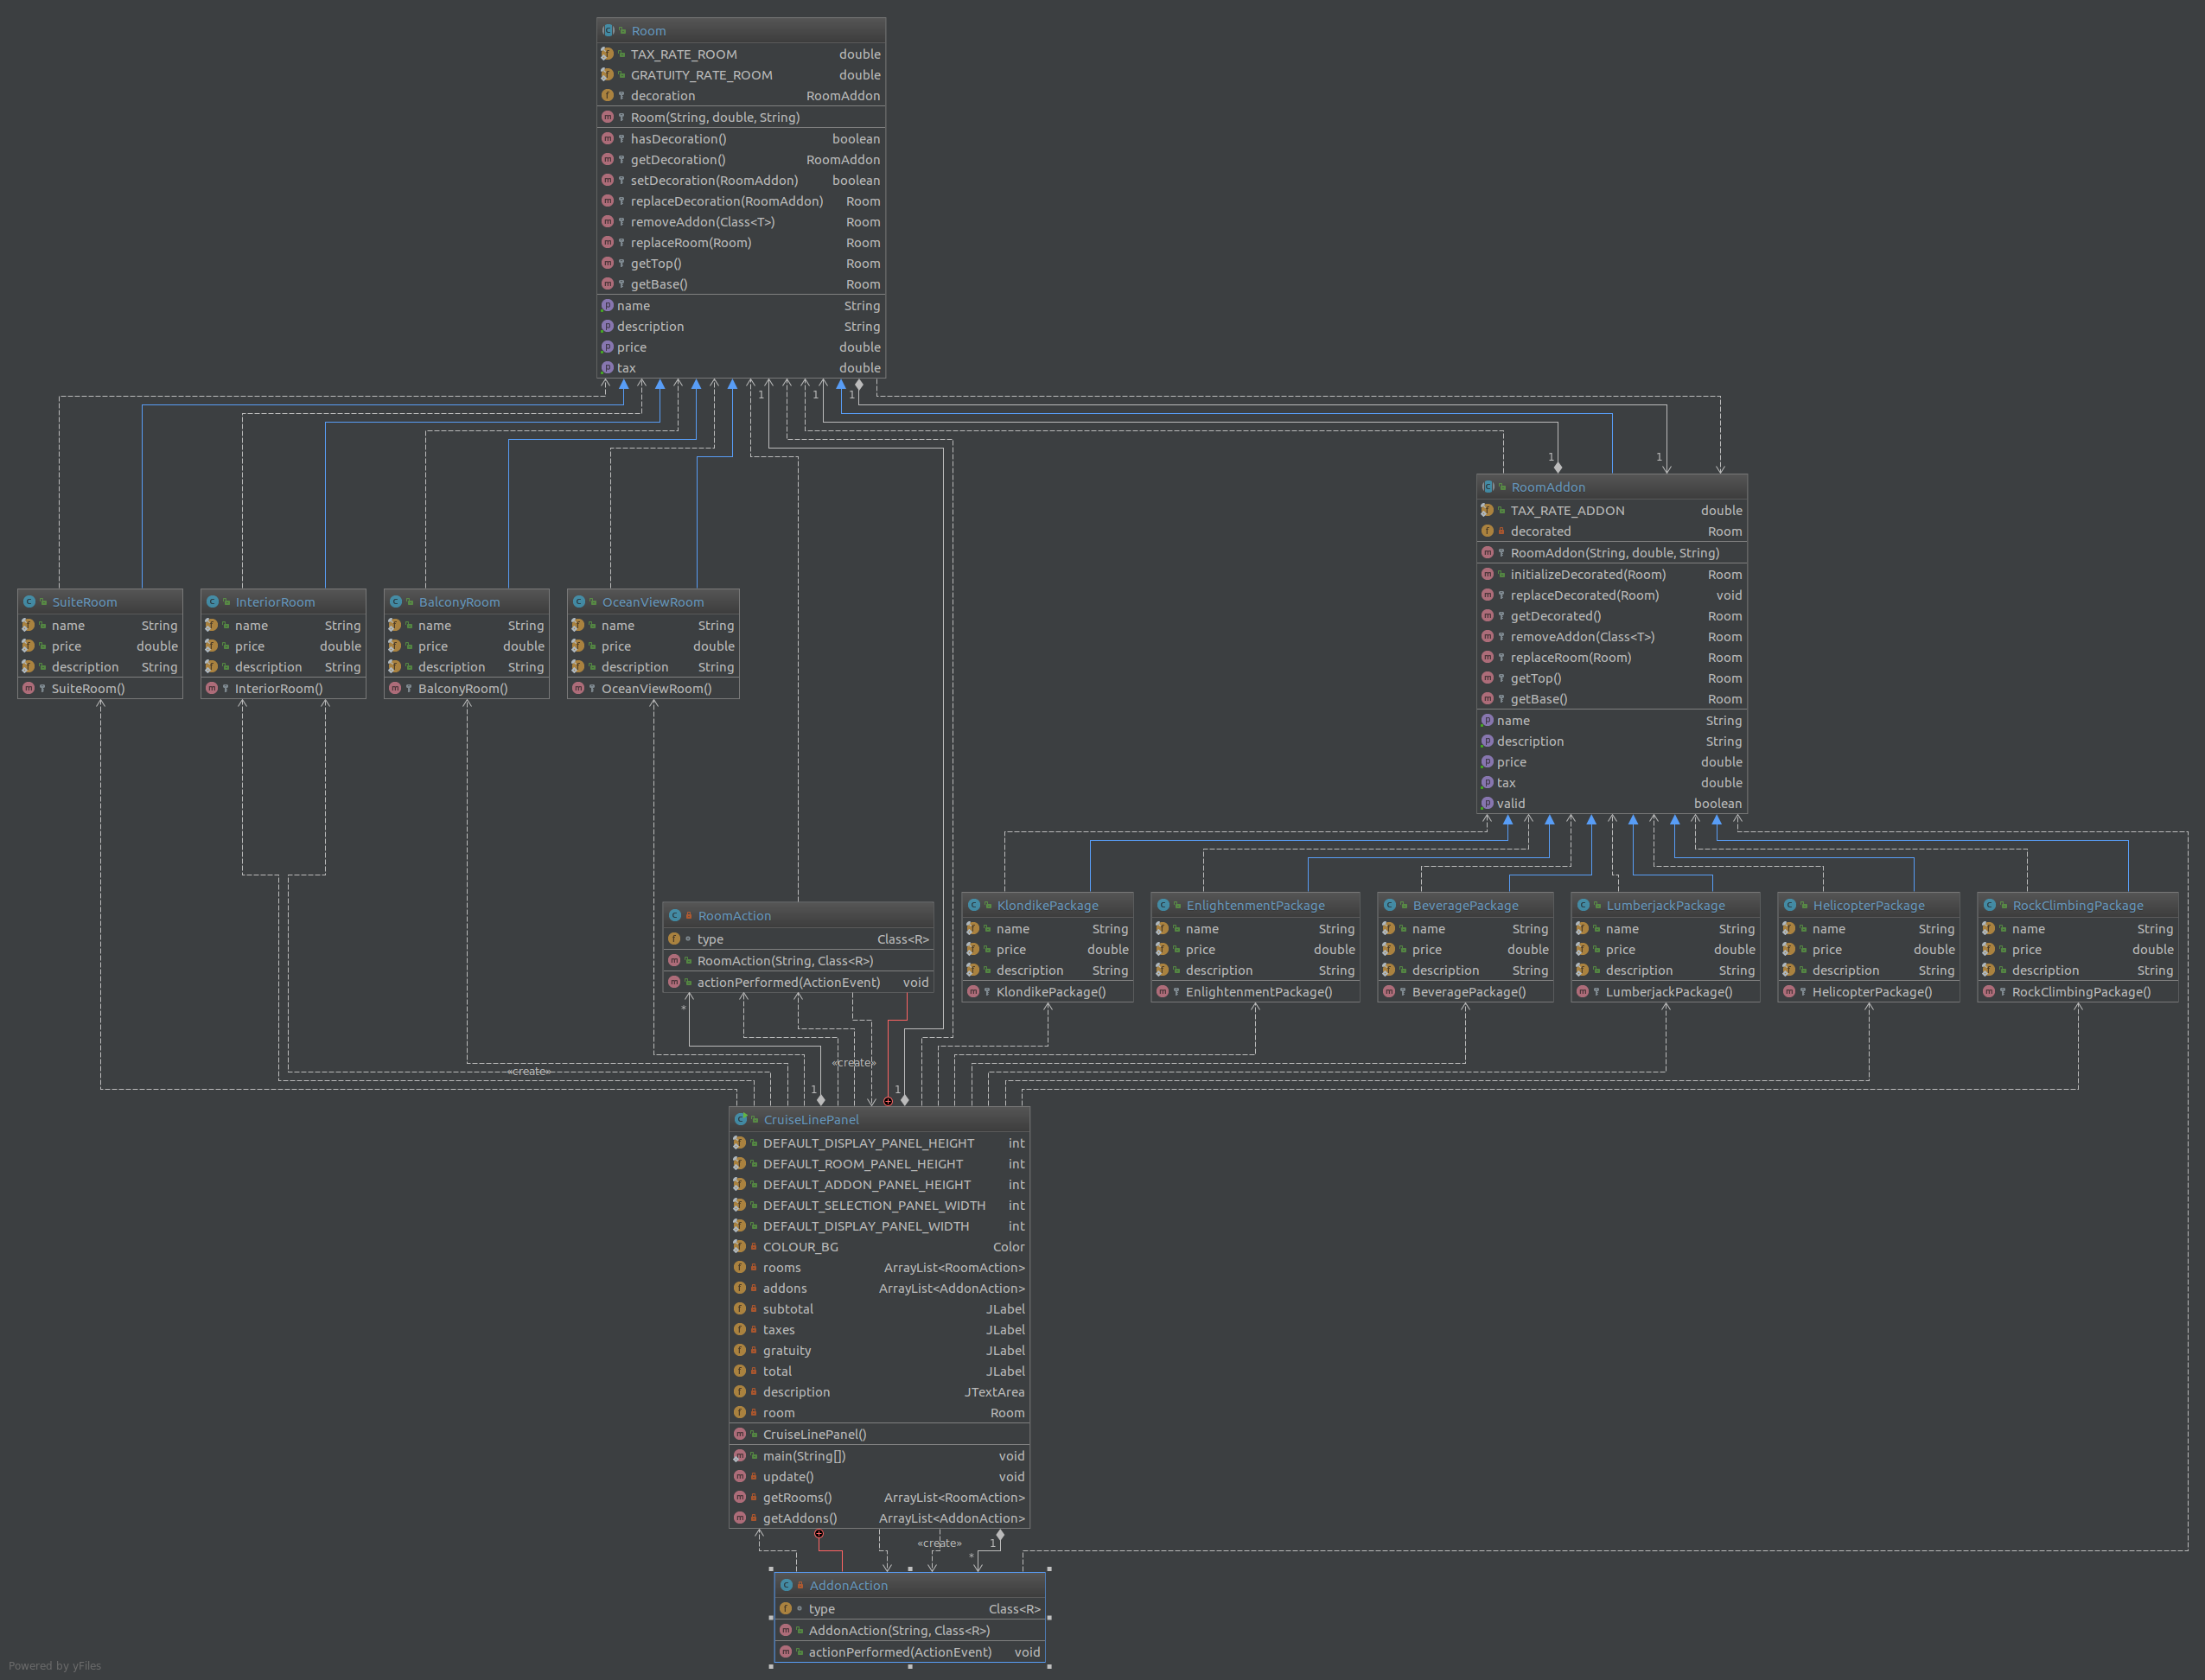 Room
TAX_RATE_ROOM double
GRATUITY_RATE_ROOM double
decoration RoomAddon
Room(String, double, String)
hasDecoration() boolean
getDecoration() RoomAddon
setDecoration(RoomAddon) boolean
replaceDecoration(RoomAddon) Room
removeAddon(Class<T>) Room
replaceRoom(Room) Room
getTop() Room
getBase() Room
name String
description String
price double
tax double
1 1 1
1 1
RoomAddon
TAX_RATE_ADDON double
decorated Room
RoomAddon(String, double, String)
initializeDecorated(Room) Room
replaceDecorated(Room) void
getDecorated() Room
removeAddon(Class<T>) Room
replaceRoom(Room) Room
getTop() Room
getBase() Room
name String
description String
price double
tax double
valid boolean
SuiteRoom
name String
price double
description String
SuiteRoom()
InteriorRoom
name String
price double
description String
InteriorRoom()
BalconyRoom
name String
price double
description String
BalconyRoom()
OceanViewRoom
name String
price double
description String
OceanViewRoom()
RoomAction
type Class<R>
RoomAction(String, Class<R>)
actionPerformed(ActionEvent) void
KlondikePackage
name String
price double
description String
KlondikePackage()
EnlightenmentPackage
name String
price double
description String
EnlightenmentPackage()
BeveragePackage
name String
price double
description String
BeveragePackage()
LumberjackPackage
name String
price double
description String
LumberjackPackage()
HelicopterPackage
name String
price double
description String
HelicopterPackage()
RockClimbingPackage
name String
price double
description String
RockClimbingPackage()
*
«create»
«create»
1 1
CruiseLinePanel
DEFAULT_DISPLAY_PANEL_HEIGHT int
DEFAULT_ROOM_PANEL_HEIGHT int
DEFAULT_ADDON_PANEL_HEIGHT int
DEFAULT_SELECTION_PANEL_WIDTH int
DEFAULT_DISPLAY_PANEL_WIDTH int
COLOUR_BG Color
rooms ArrayList<RoomAction>
addons ArrayList<AddonAction>
subtotal JLabel
taxes JLabel
gratuity JLabel
total JLabel
description JTextArea
room Room
CruiseLinePanel()
main(String[]) void
update() void
getRooms() ArrayList<RoomAction>
getAddons() ArrayList<AddonAction>
«create» 1
*
AddonAction
type Class<R>
AddonAction(String, Class<R>)
actionPerformed(ActionEvent) void
Powered by yFiles